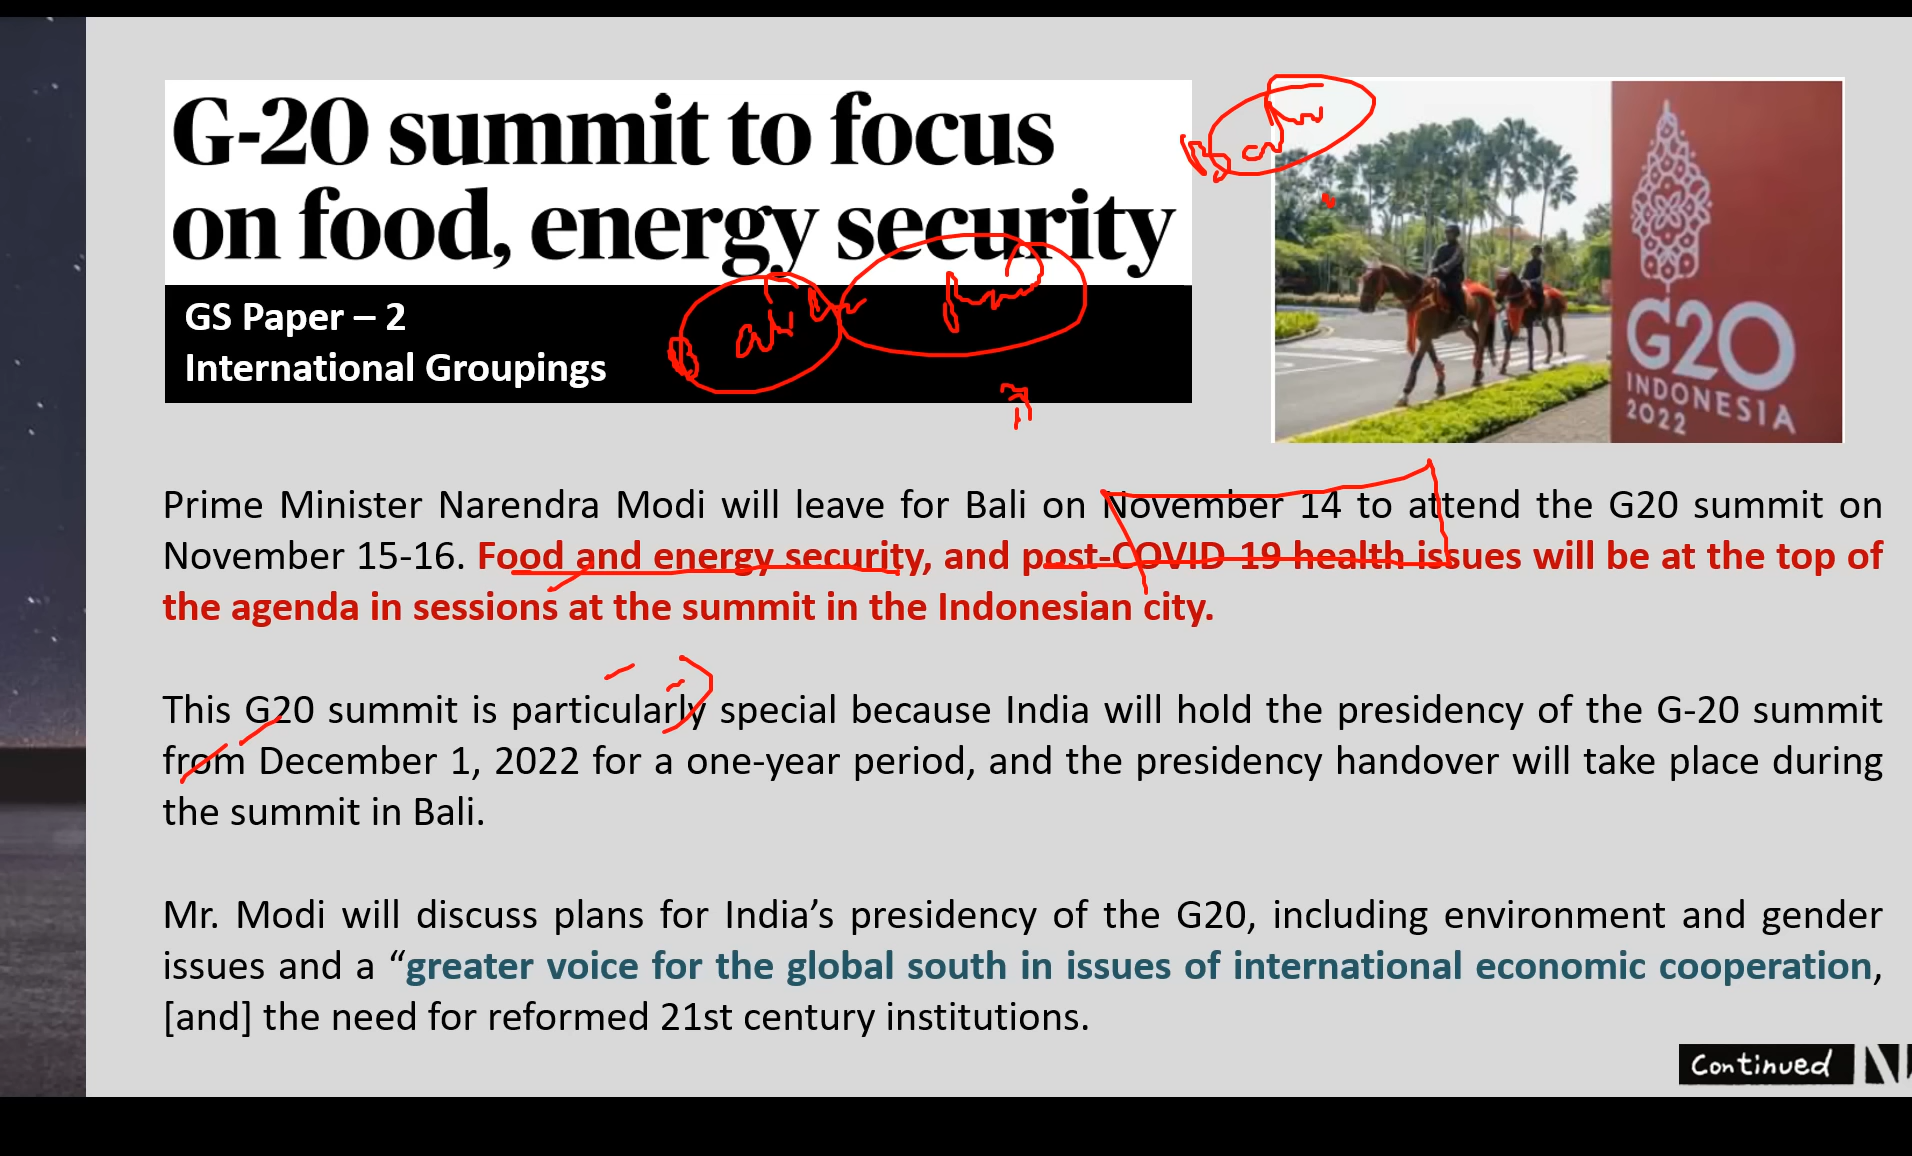 G-20 summit to focus
on food, energy security
GS Paper – 2
International Groupings
G20
INDONESIA
2022
Prime Minister Narendra Modi will leave for Bali on November 14 to attend the G20 summit on
November 15-16. Food and energy security, and post-COVID 19 health issues will be at the top of
the agenda in sessions at the summit in the Indonesian city.
This G20 summit is particularly special because India will hold the presidency of the G-20 summit
from December 1, 2022 for a one-year period, and the presidency handover will take place during
the summit in Bali.
Mr. Modi will discuss plans for India’s presidency of the G20, including environment and gender
issues and a “greater voice for the global south in issues of international economic cooperation,
[and] the need for reformed 21st century institutions.
Continued